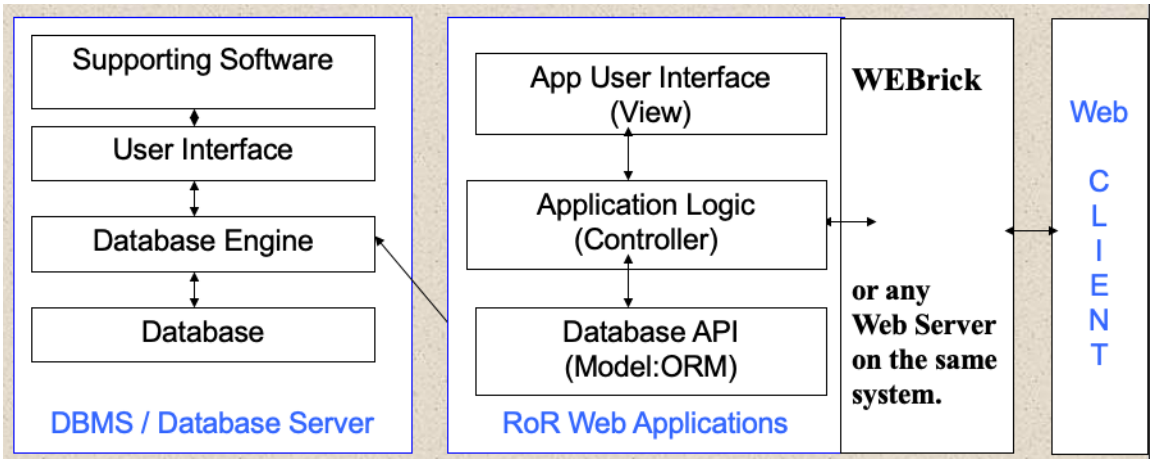 Supporting Software
User Interface
Database Engine
Database
DBMS / Database Server
App User Interface
(View)
Application Logic
(Controller)
Database API
(Model:ORM)
RoR Web Applications
WEBrick
or any
Web Server
on the same
system.
Web
C
L
I
E
N
T